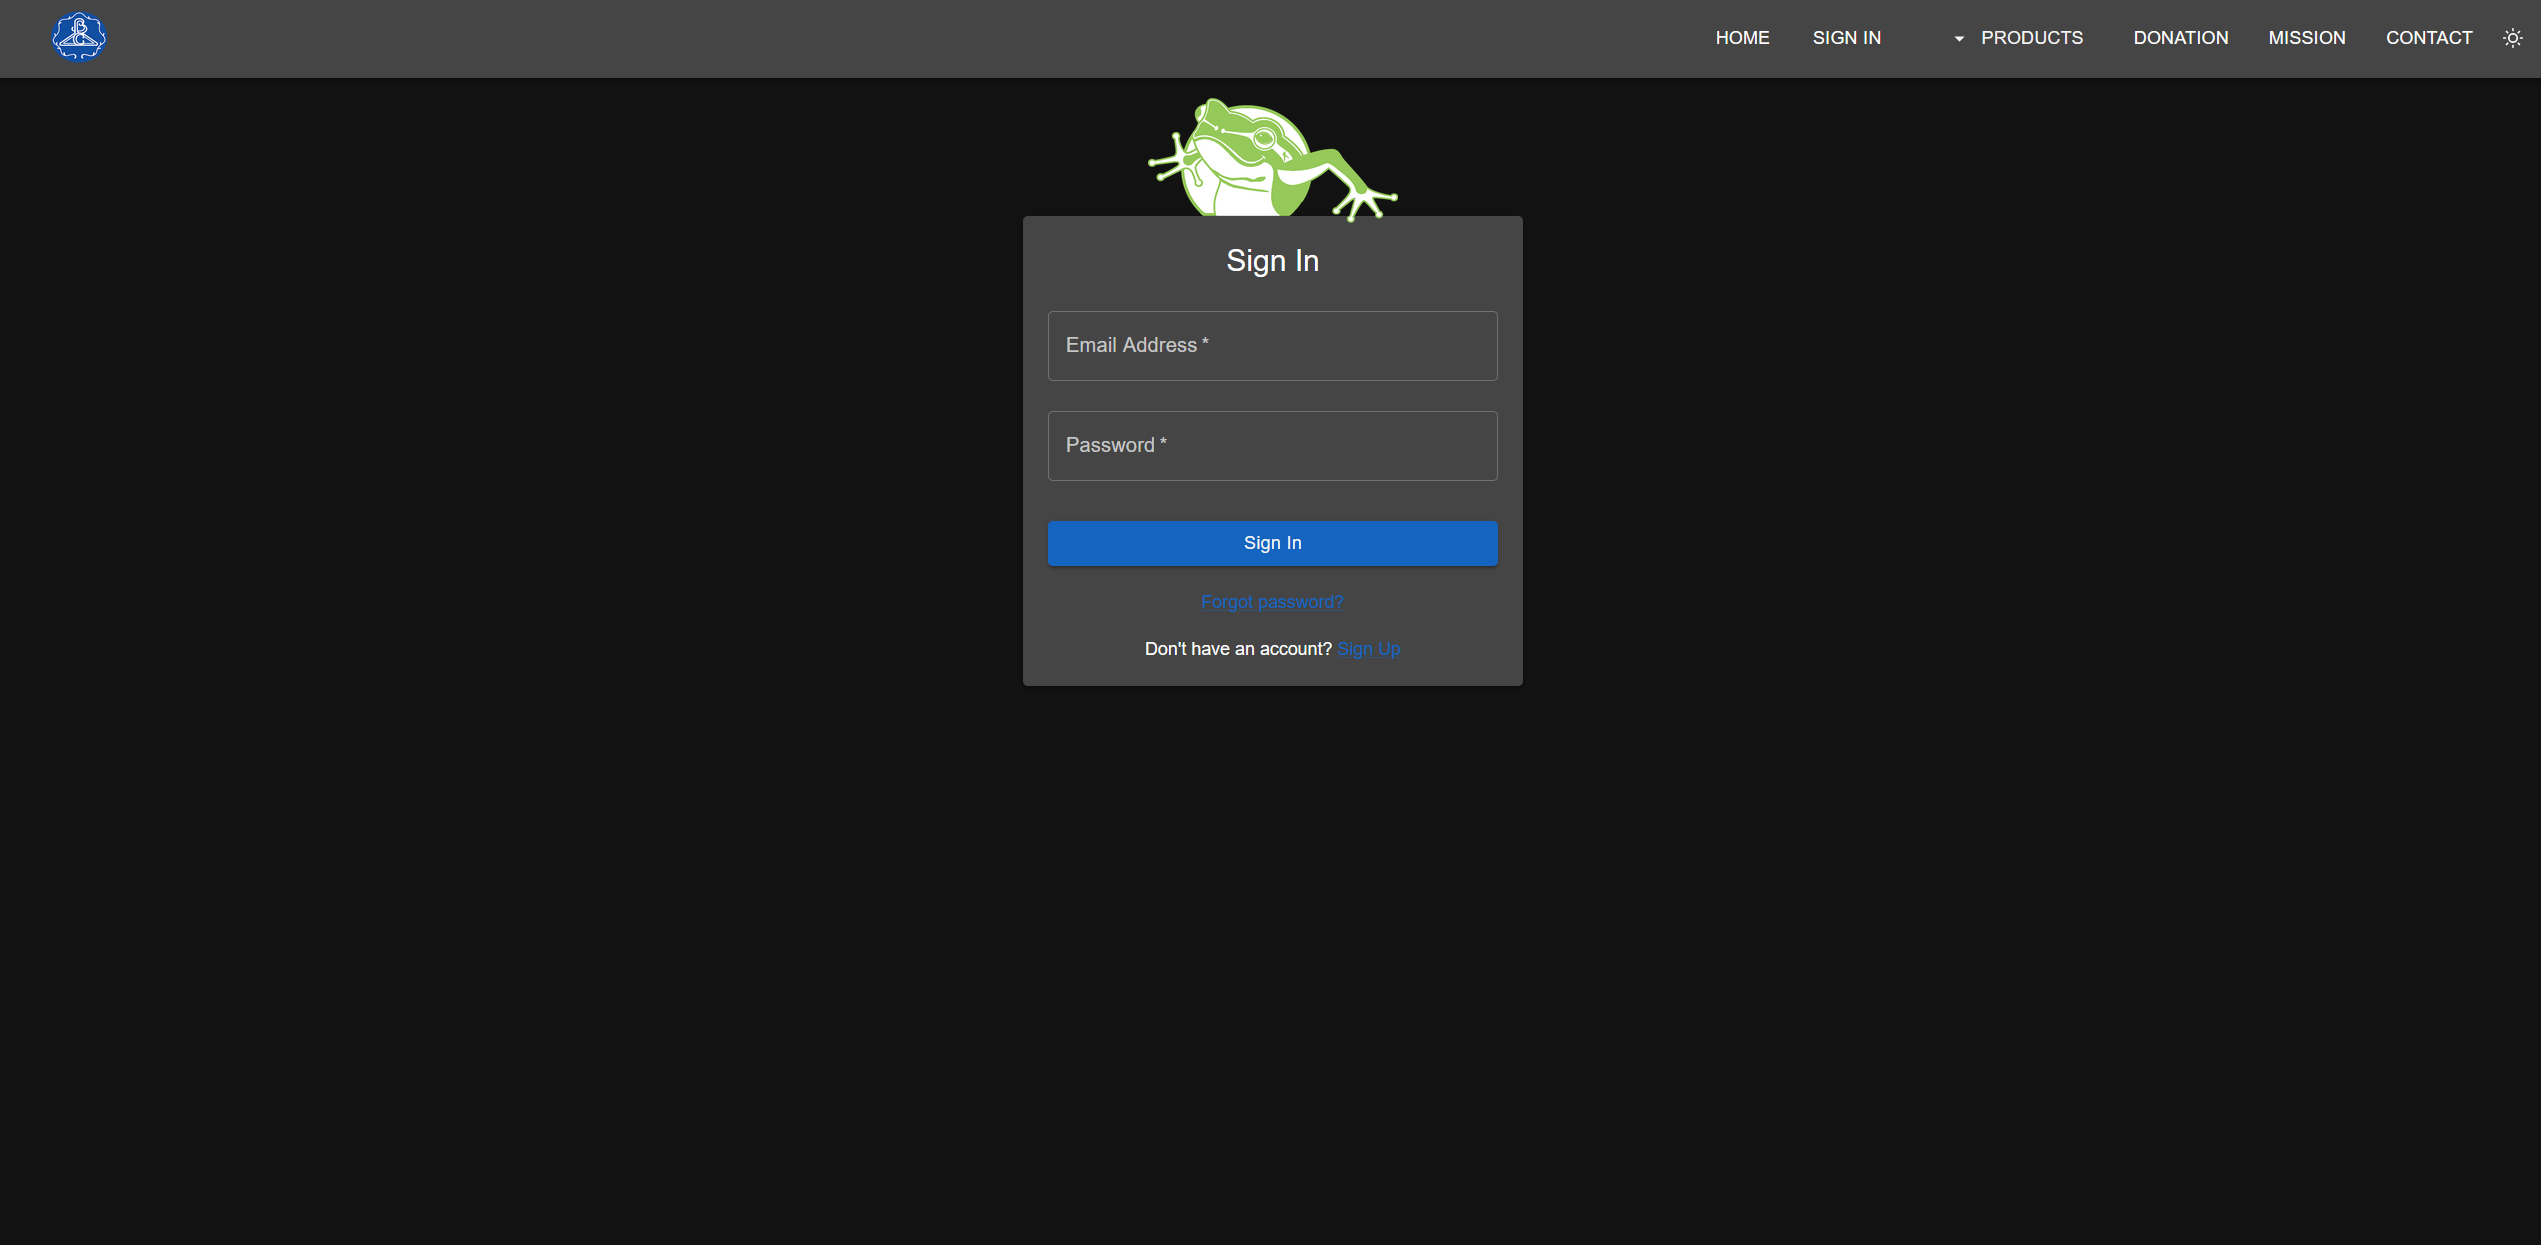 BC
HOME SIGN IN PRODUCTS DONATION MISSION CONTACT
Sign In
Email Address *
Password *
Sign In
Forgot password?
Don't have an account? Sign Up